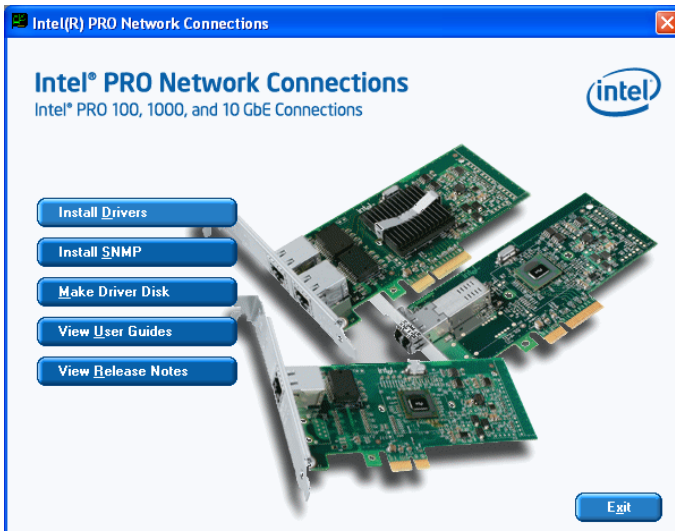 Intel(R) PRO Network Connections
Intel® PRO Network Connections
Intel® PRO 100, 1000, and 10 GbE Connections
intel
Install Drivers
Install SNMP
Make Driver Disk
View User Guides
View Release Notes
Exit